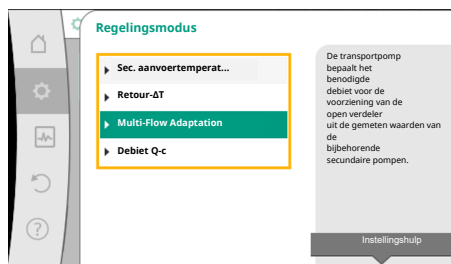 Regelingsmodus
Sec. aanvoertemperat...
Retour-ΔT
Multi-Flow Adaptation
Debiet Q-c
De transportpomp
bepaalt het
benodigde
debiet voor de
voorziening van de
open verdeler
uit de gemeten waarden van
de
bijbehorende
secundaire pompen.
Instellingshulp
?